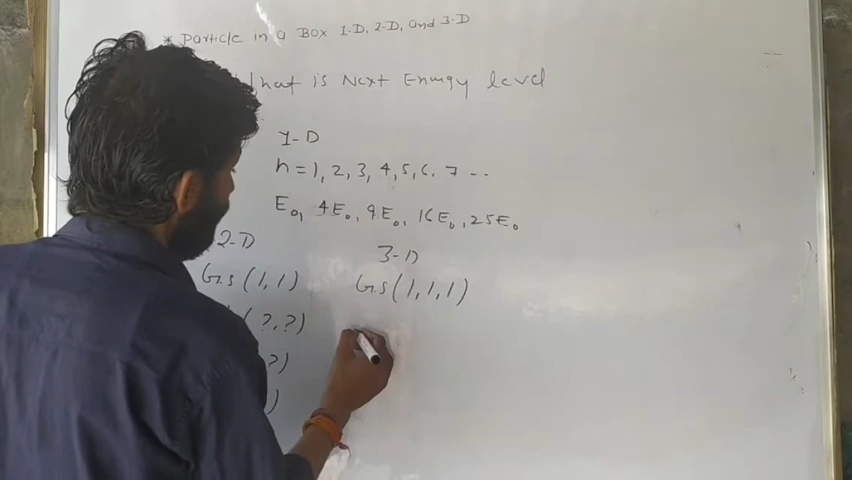 * Particle in a Box 1-D, 2-D, and 3-D
What is Next Energy level
1-D
n = 1, 2, 3, 4, 5, 6, 7 --
E₀, 4E₀, 9E₀, 16E₀, 25E₀
2-D
3-D
G.S (1, 1)
G.S (1, 1, 1)
( ?, ?)
?)
)